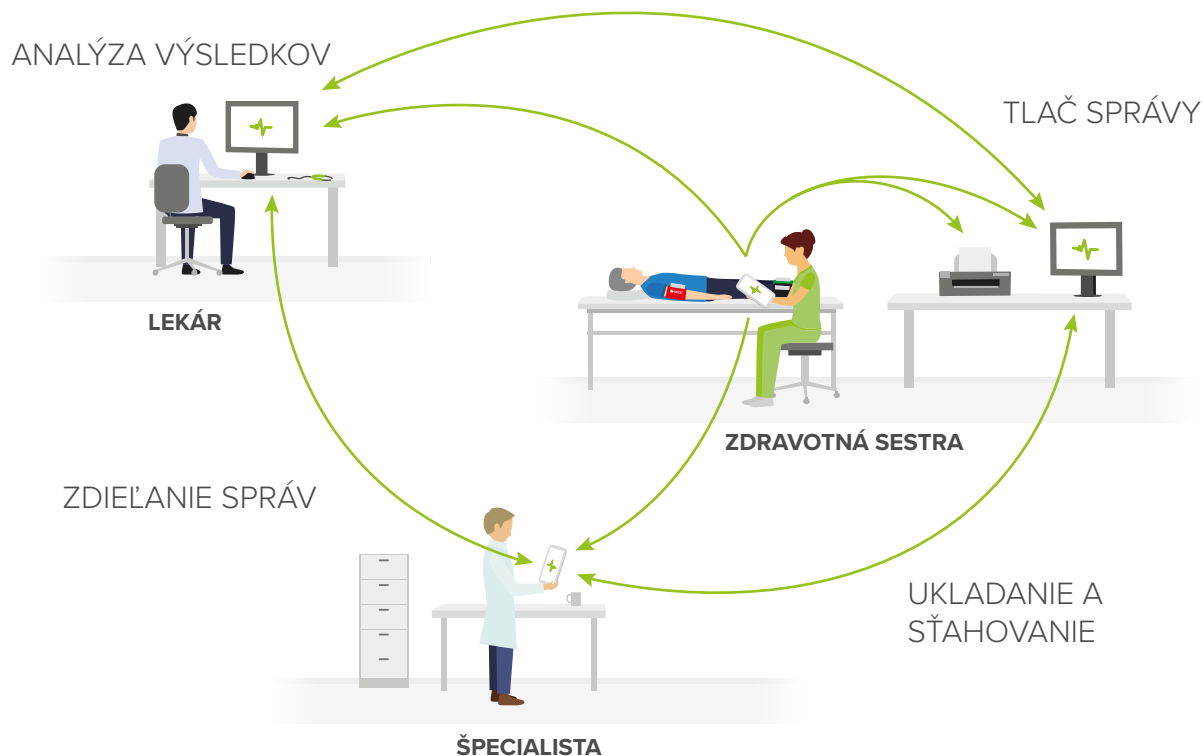 ANALÝZA VÝSLEDKOV
TLAČ SPRÁVY
LEKÁR
ZDRAVOTNÁ SESTRA
ZDIEĽANIE SPRÁV
UKLADANIE A
SŤAHOVANIE
ŠPECIALISTA